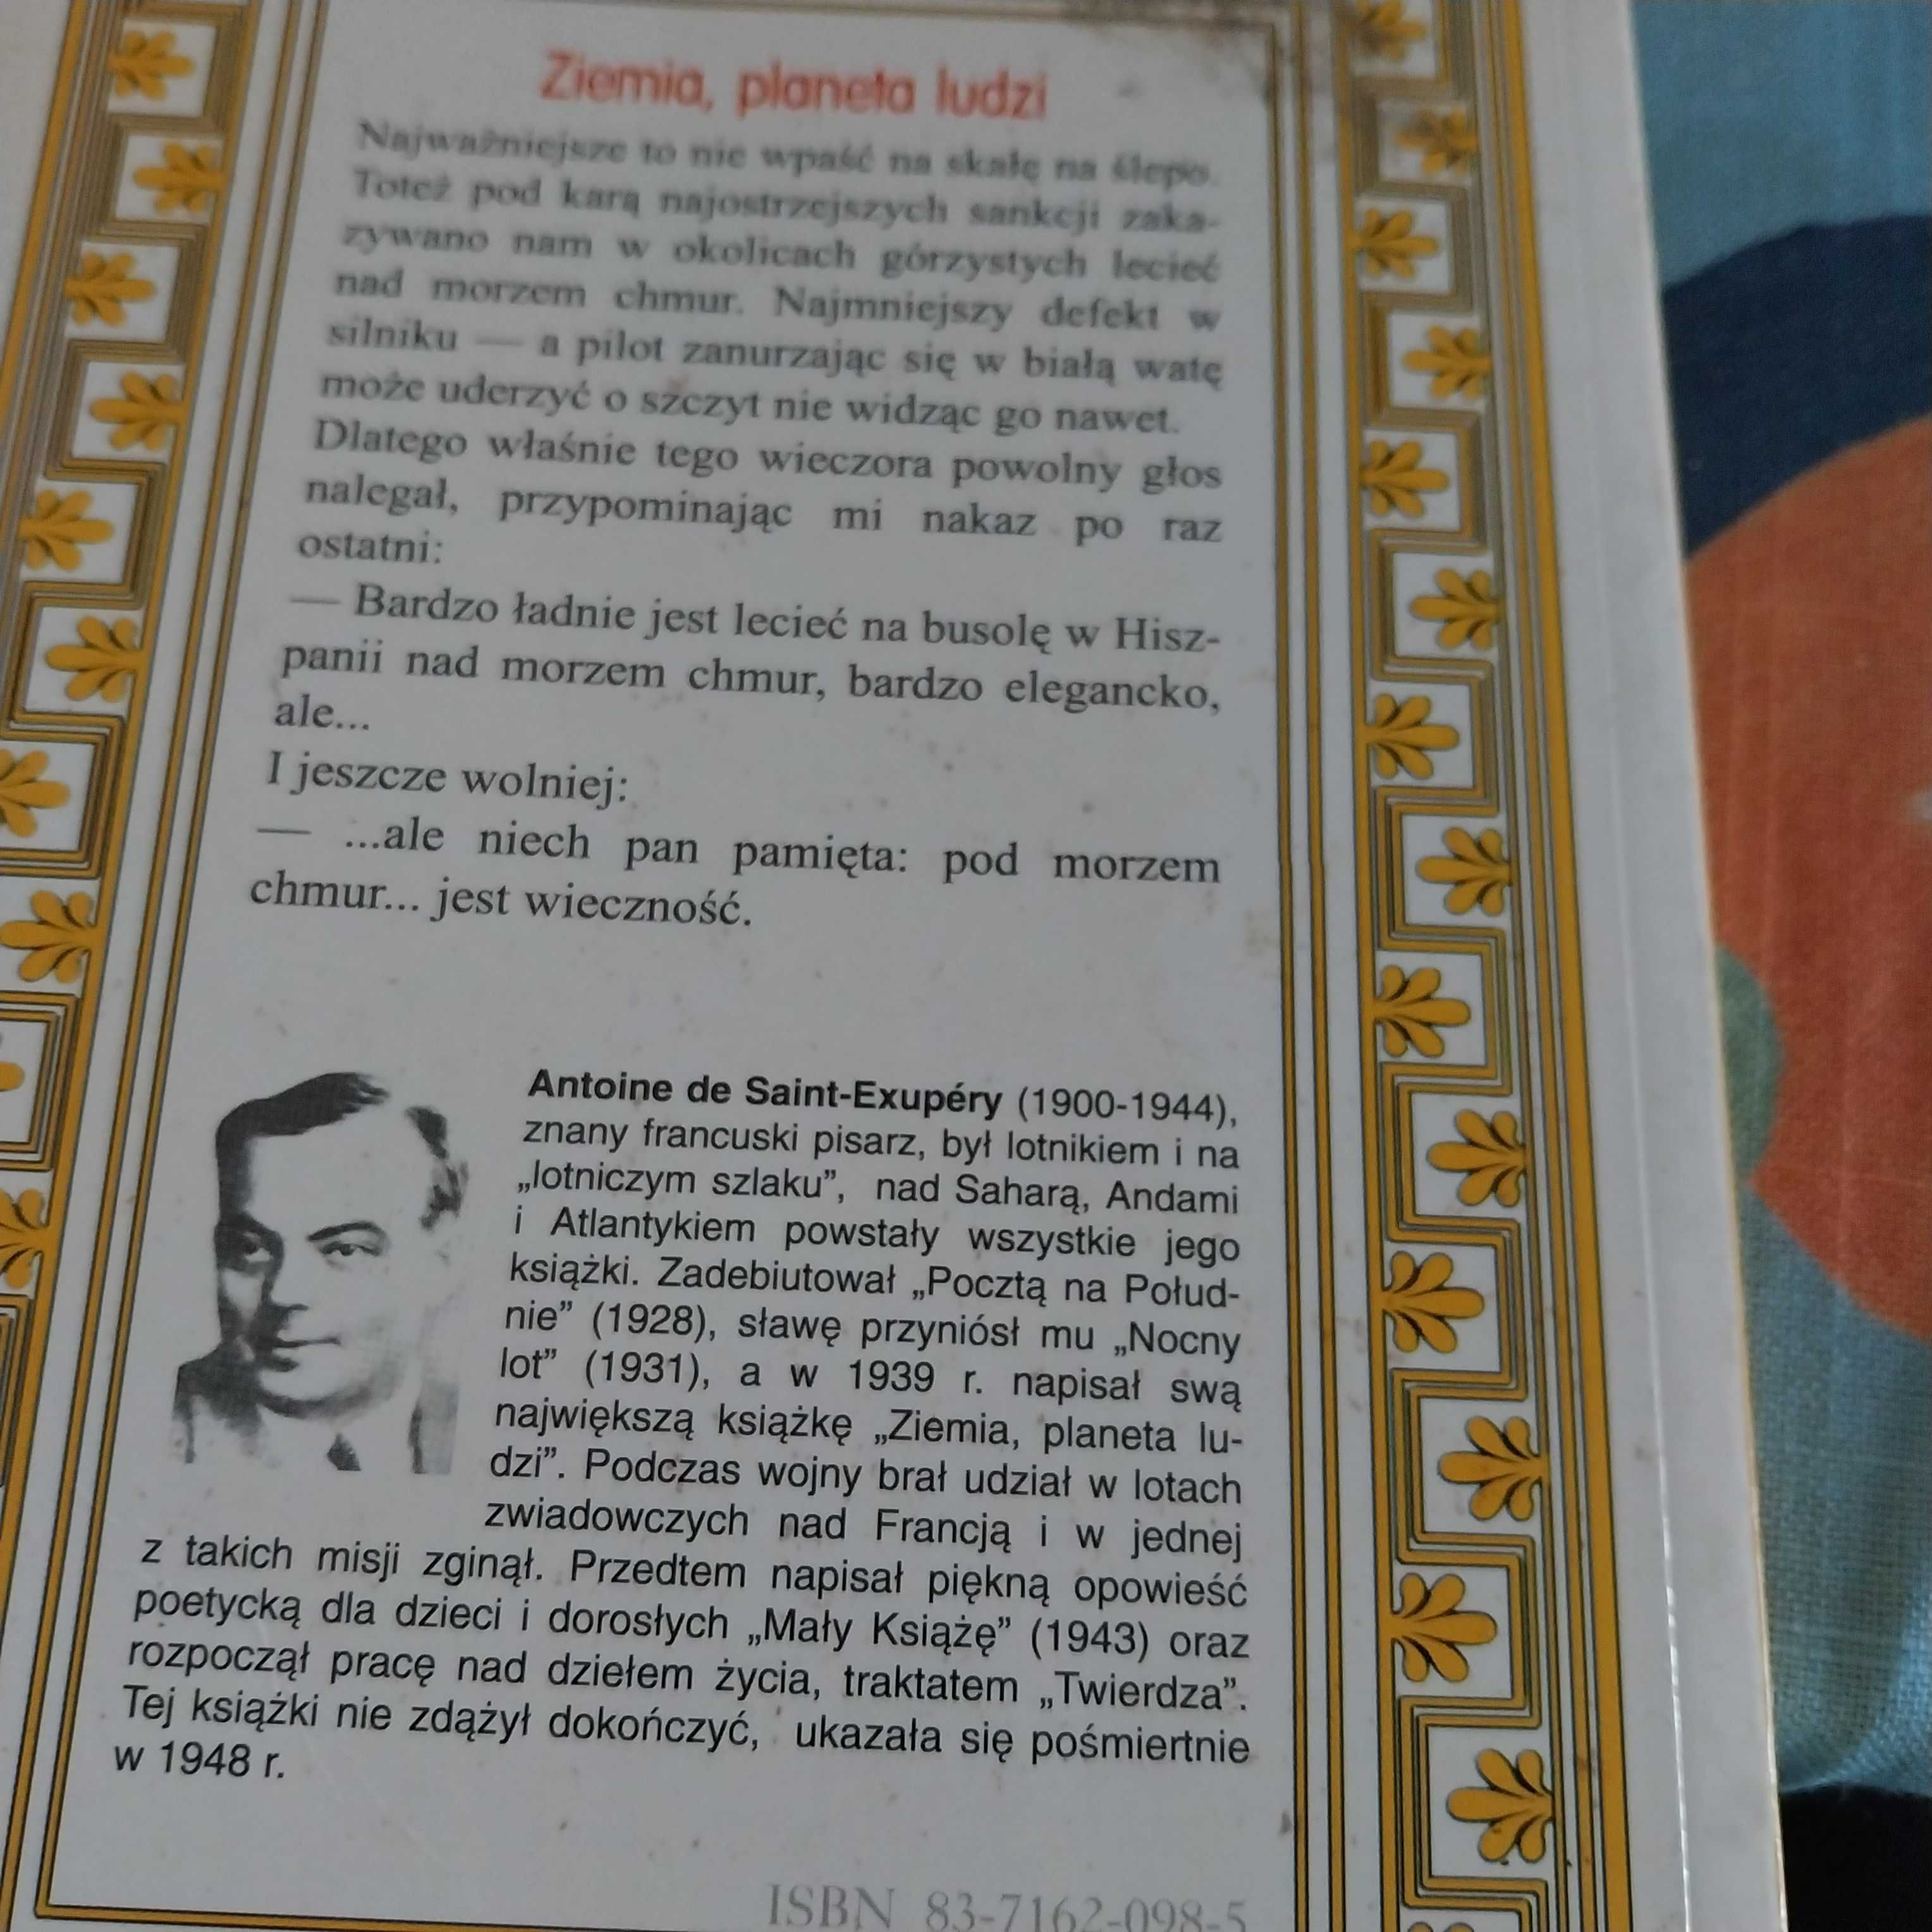 Ziemia, planeta ludzi
Najważniejsze to nie wpaść na skałę na ślepo.
Toteż pod karą najostrzejszych sankcji zaka-
zywano nam w okolicach górzystych lecieć
nad morzem chmur. Najmniejszy defekt w
silniku — a pilot zanurzając się w białą watę
może uderzyć o szczyt nie widząc go nawet.
Dlatego właśnie tego wieczora powolny głos
nalegał, przypominając mi nakaz po raz
ostatni:
— Bardzo ładnie jest lecieć na busolę w Hisz-
panii nad morzem chmur, bardzo elegancko,
ale...
I jeszcze wolniej:
— ...ale niech pan pamięta: pod morzem
chmur... jest wieczność.
Antoine de Saint-Exupéry (1900-1944),
znany francuski pisarz, był lotnikiem i na
„lotniczym szlaku”, nad Saharą, Andami
i Atlantykiem powstały wszystkie jego
książki. Zadebiutował „Pocztą na Połud-
nie” (1928), sławę przyniósł mu „Nocny
lot” (1931), a w 1939 r. napisał swą
największą książkę „Ziemia, planeta lu-
dzi”. Podczas wojny brał udział w lotach
zwiadowczych nad Francją i w jednej
z takich misji zginął. Przedtem napisał piękną opowieść
poetycką dla dzieci i dorosłych „Mały Książę” (1943) oraz
rozpoczął pracę nad dziełem życia, traktatem „Twierdza”.
Tej książki nie zdążył dokończyć, ukazała się pośmiertnie
w 1948 r.
ISBN 83-7162-098-5